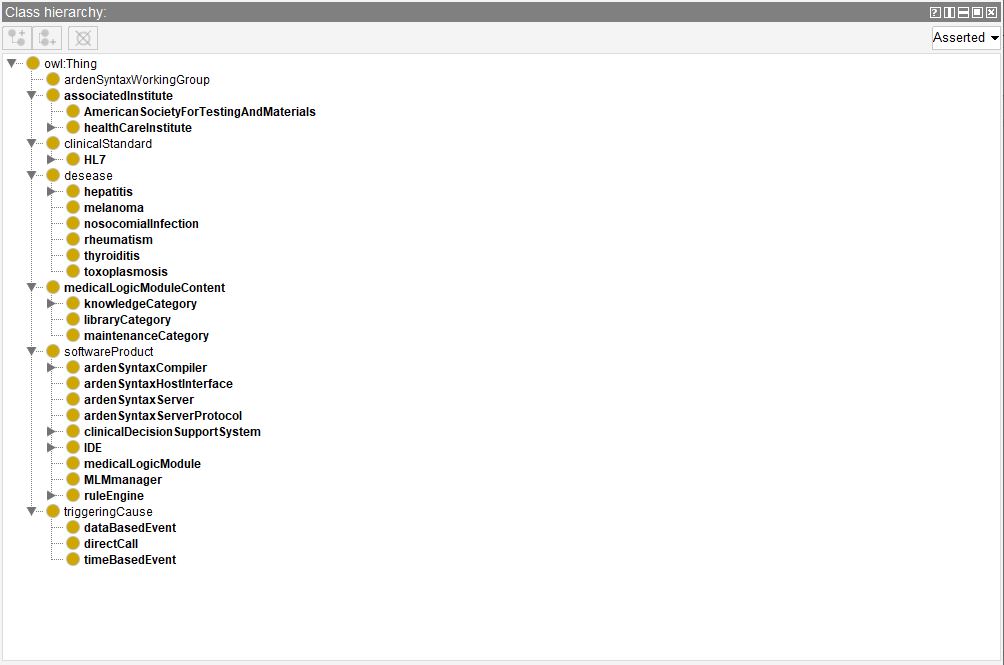 Class hierarchy:
Asserted
owl:Thing
ardenSyntaxWorkingGroup
associatedInstitute
AmericanSocietyForTestingAndMaterials
healthCareInstitute
clinicalStandard
HL7
desease
hepatitis
melanoma
nosocomialInfection
rheumatism
thyroiditis
toxoplasmosis
medicalLogicModuleContent
knowledgeCategory
libraryCategory
maintenanceCategory
softwareProduct
ardenSyntaxCompiler
ardenSyntaxHostInterface
ardenSyntaxServer
ardenSyntaxServerProtocol
clinicalDecisionSupportSystem
IDE
medicalLogicModule
MLMmanager
ruleEngine
triggeringCause
dataBasedEvent
directCall
timeBasedEvent